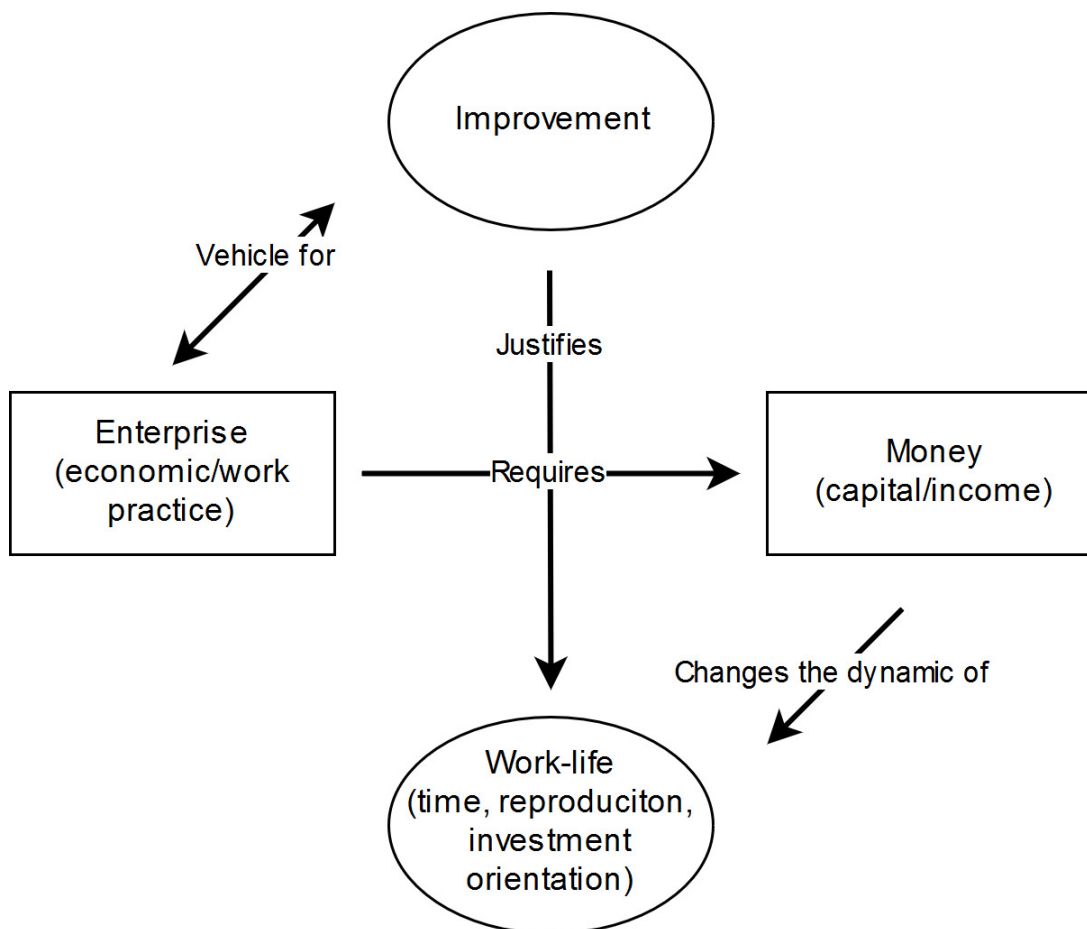 Improvement
Vehicle for
Justifies
Enterprise
(economic/work
practice)
Requires
Money
(capital/income)
Changes the dynamic of
Work-life
(time, reproduciton,
investment
orientation)